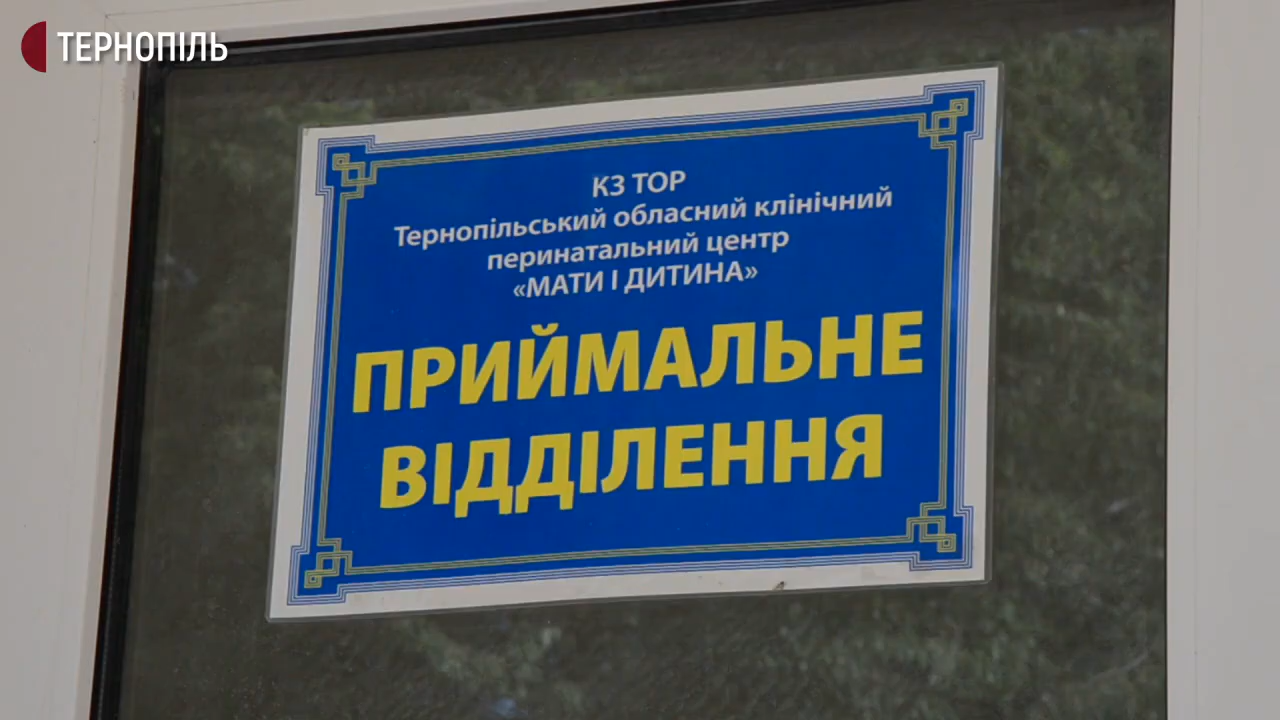 ТЕРНОПІЛЬ
КЗ ТОР
Тернопільський обласний клінічний
перинатальний центр
«МАТИ І ДИТИНА»
ПРИЙМАЛЬНЕ
ВІДДІЛЕННЯ